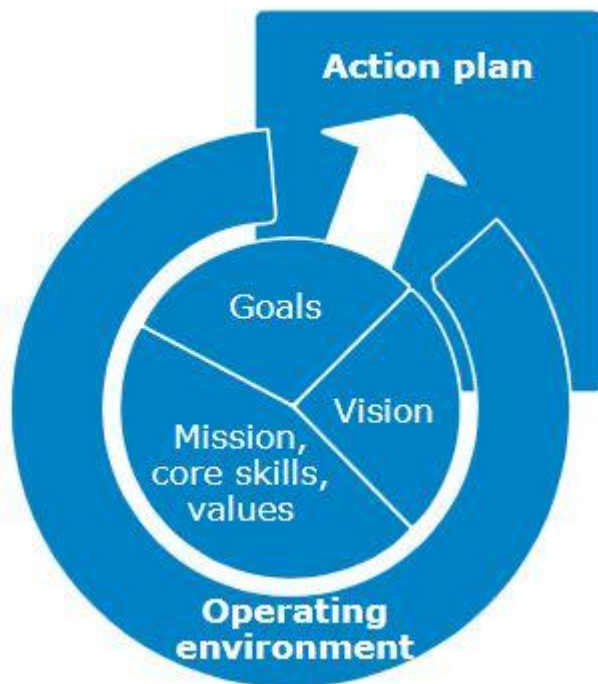 Action plan
Goals
Vision
Mission,
core skills,
values
Operating
environment